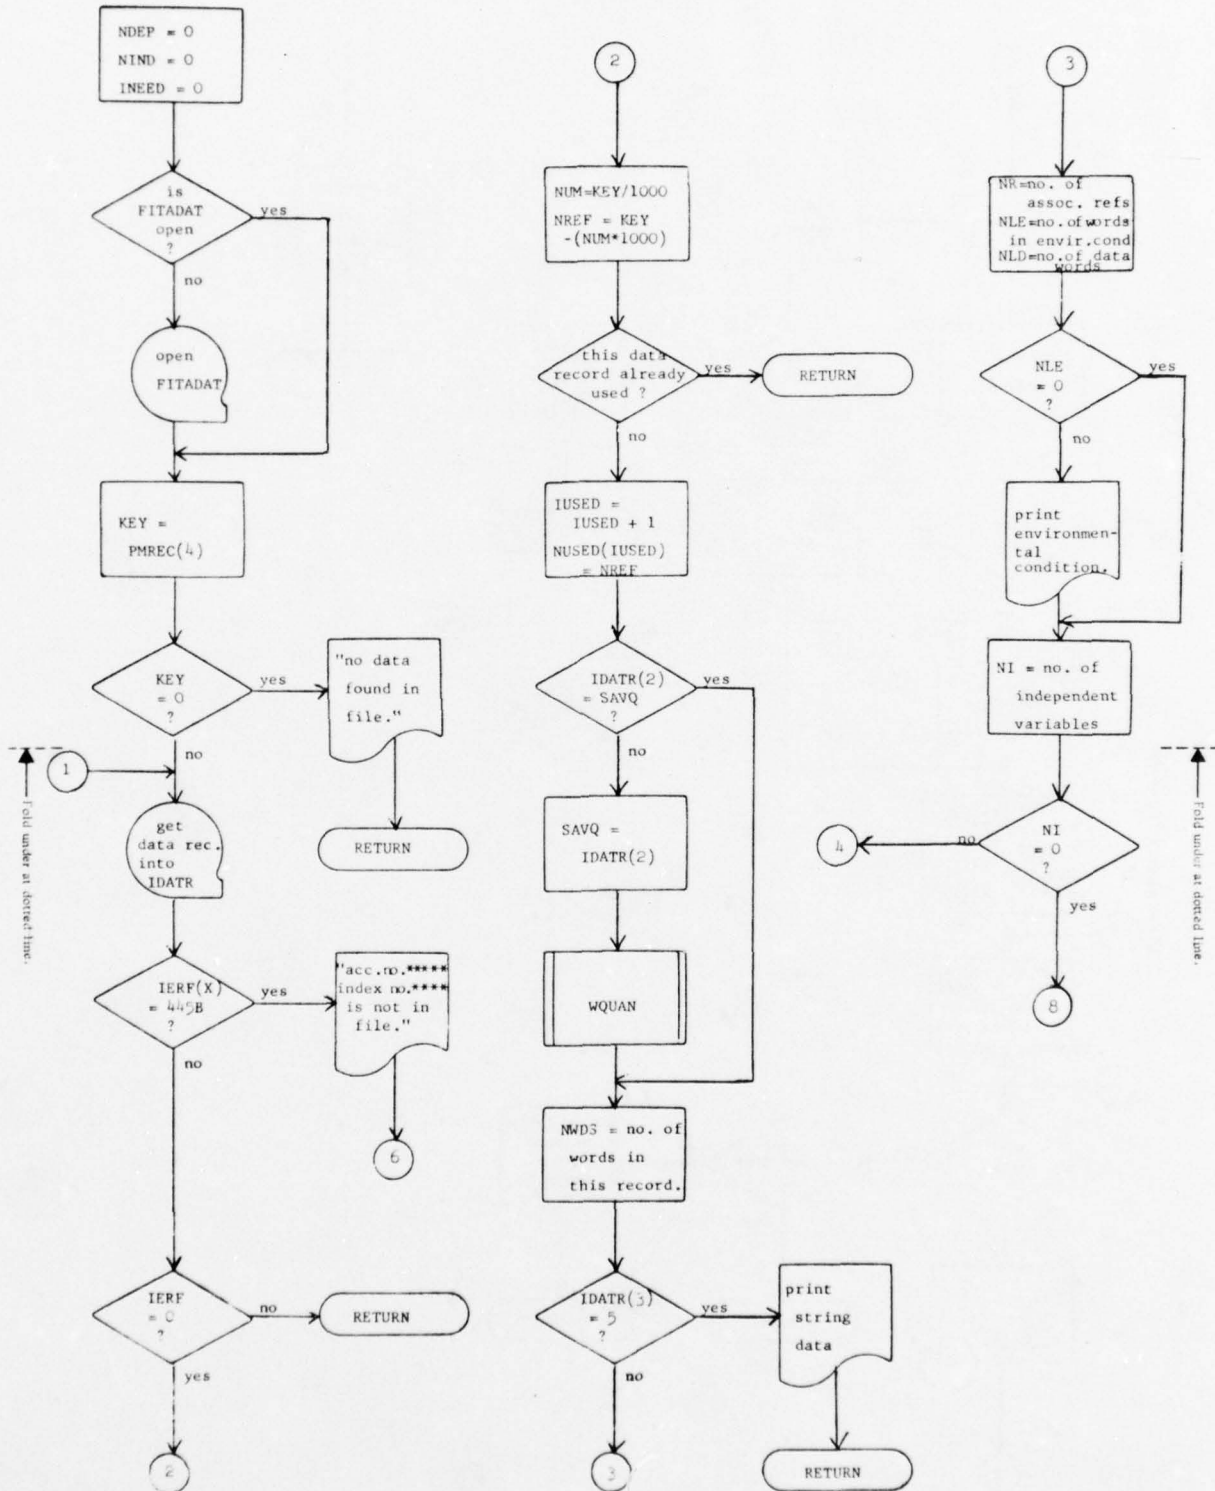 NDEP = 0
NIND = 0
INEED = 0
is
FITADAT
open
?
yes
no
open
FITADAT
KEY =
PMREC(4)
KEY
= 0
?
yes
"no data
found in
file."
RETURN
no
1
get
data rec.
into
IDATR
IERF(X)
= 445B
?
yes
"acc.no.*****
index no.****
is not in
file."
6
no
IERF
= 0
?
no
RETURN
yes
2
Fold under at dotted line.
2
NUM=KEY/1000
NREF = KEY
-(NUM*1000)
this data
record already
used ?
yes
RETURN
no
IUSED =
IUSED + 1
NUSED(IUSED)
= NREF
IDATR(2)
= SAVQ
?
yes
no
SAVQ =
IDATR(2)
WQUAN
NWDS = no. of
words in
this record.
IDATR(3)
= 5
?
yes
print
string
data
RETURN
no
3
3
NR=no. of
assoc. refs
NLE=no.of words
in envir.cond
NLD=no.of data
words
NLE
= 0
?
yes
no
print
environmen-
tal
condition.
NI = no. of
independent
variables
NI
= 0
?
no
4
yes
8
Fold under at dotted line.